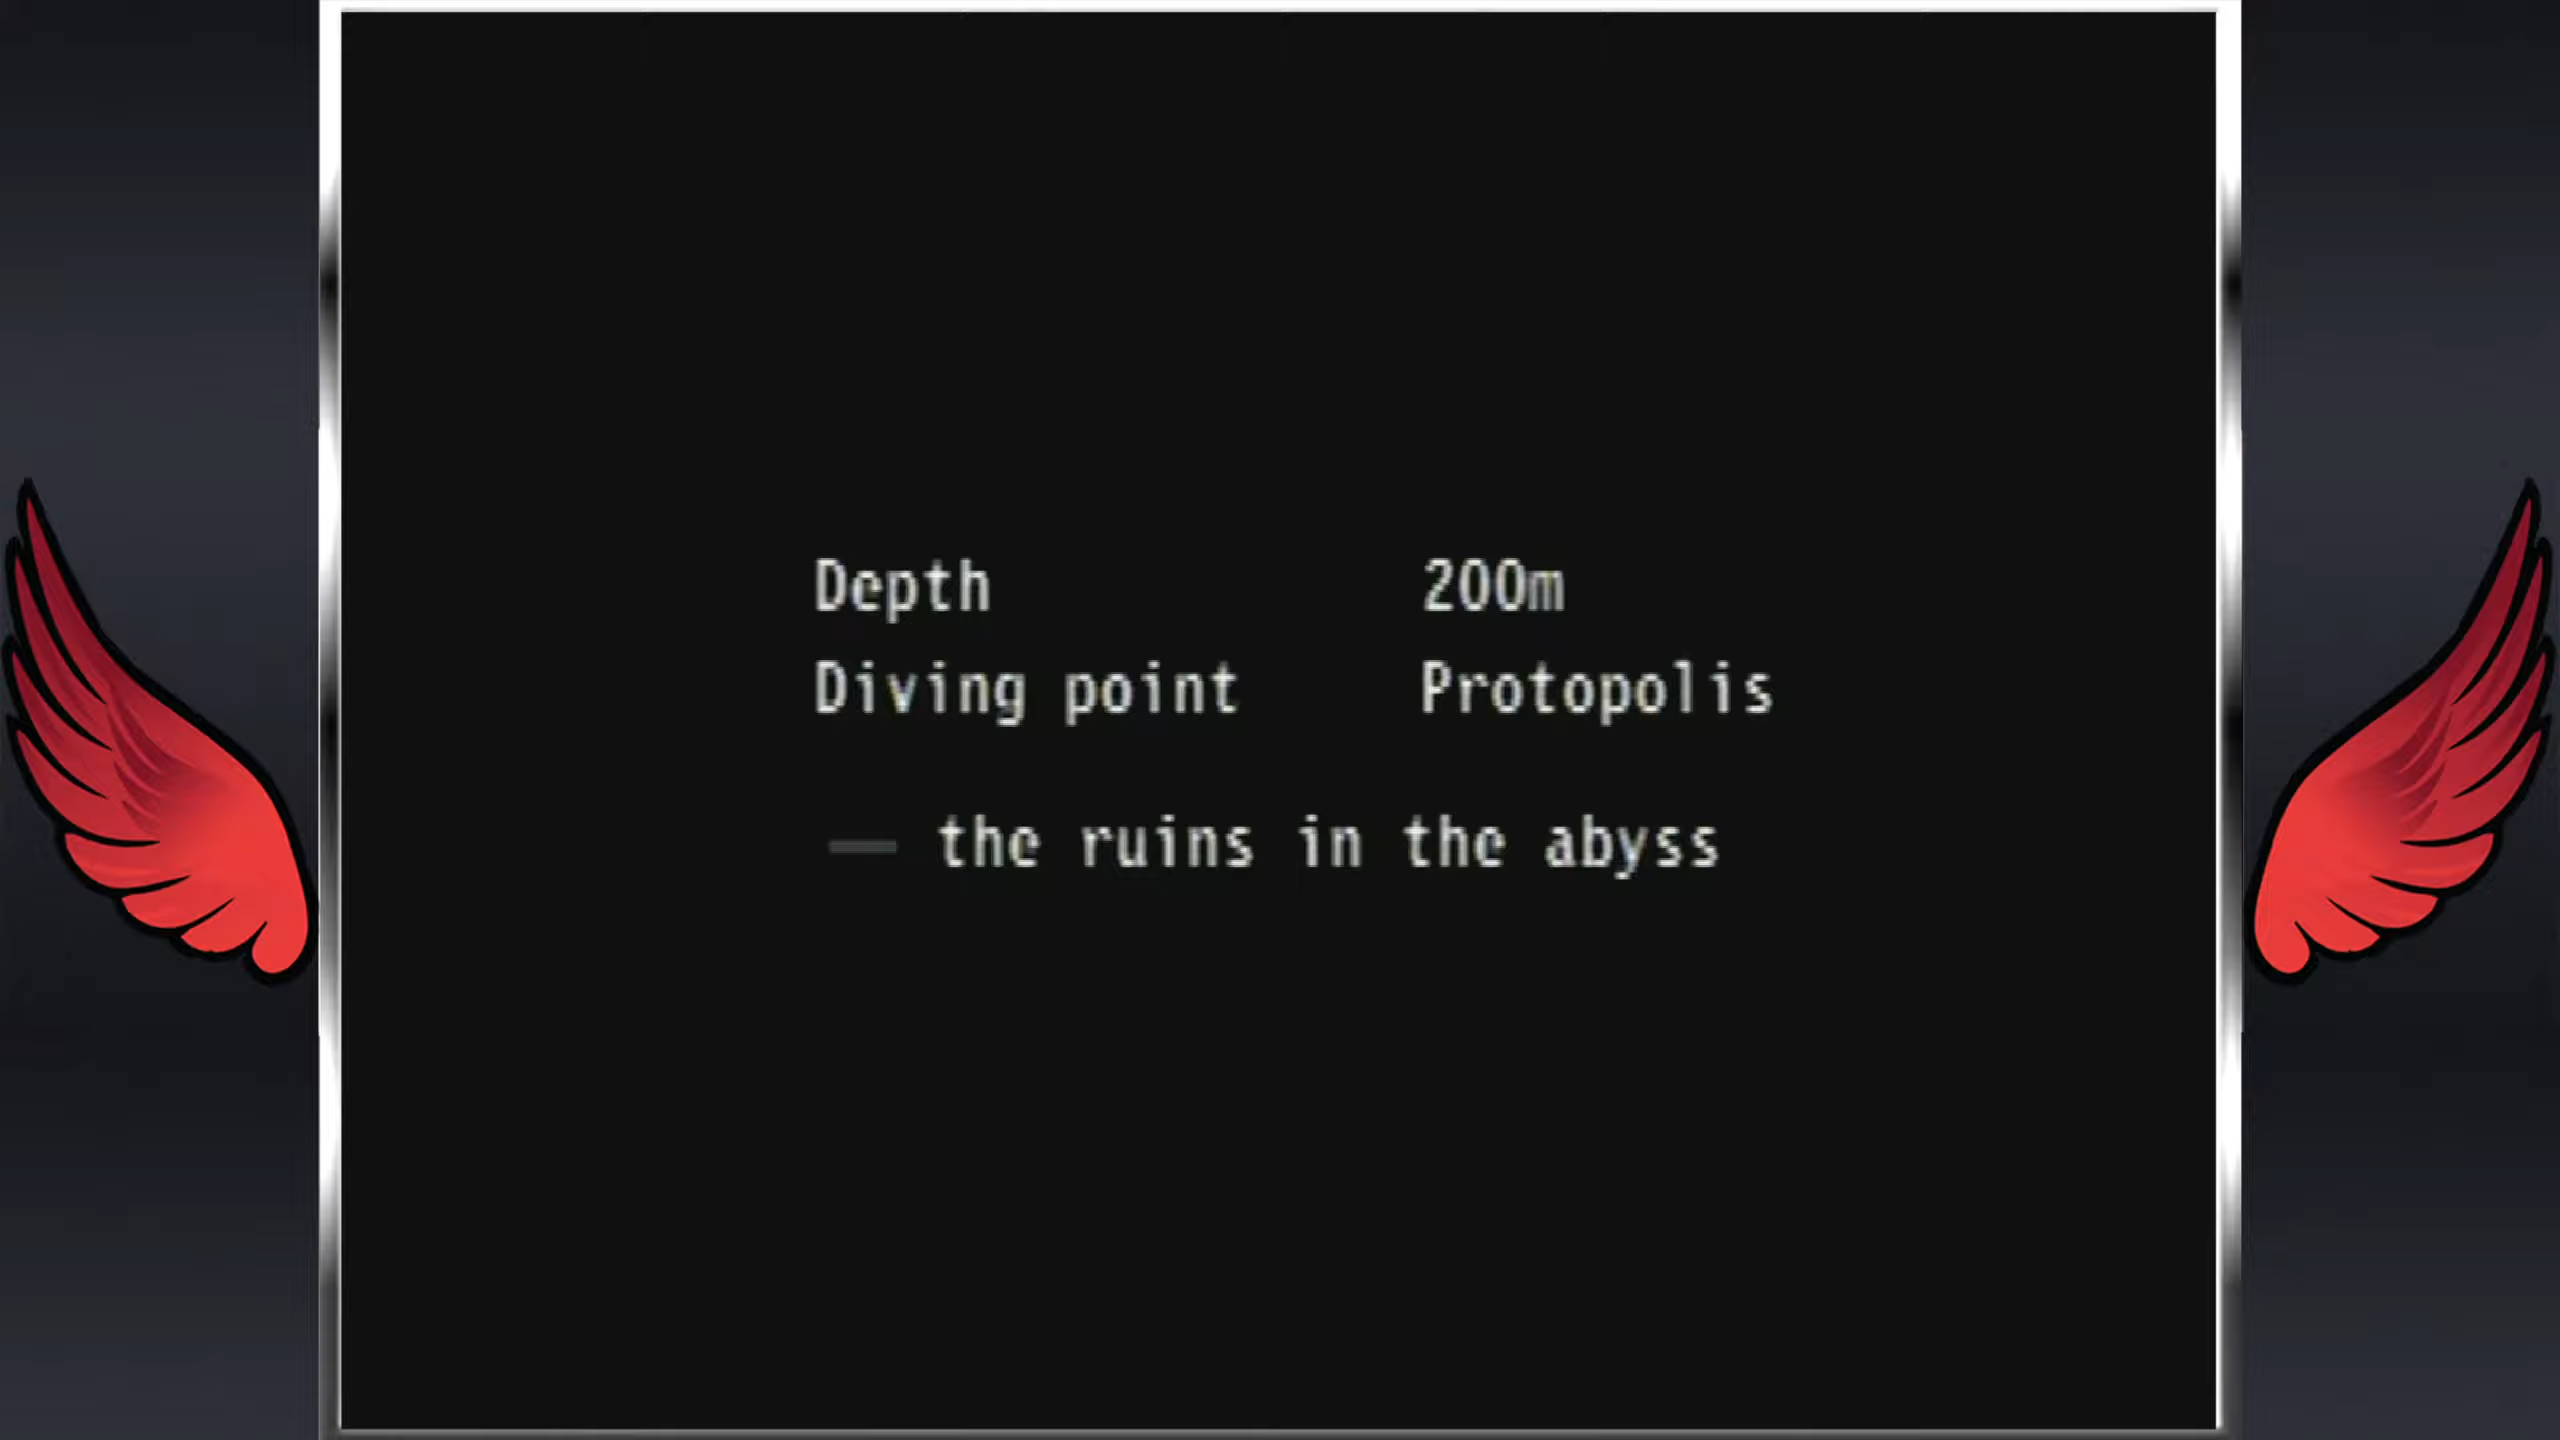 Depth 200m
Diving point Protopolis
— the ruins in the abyss